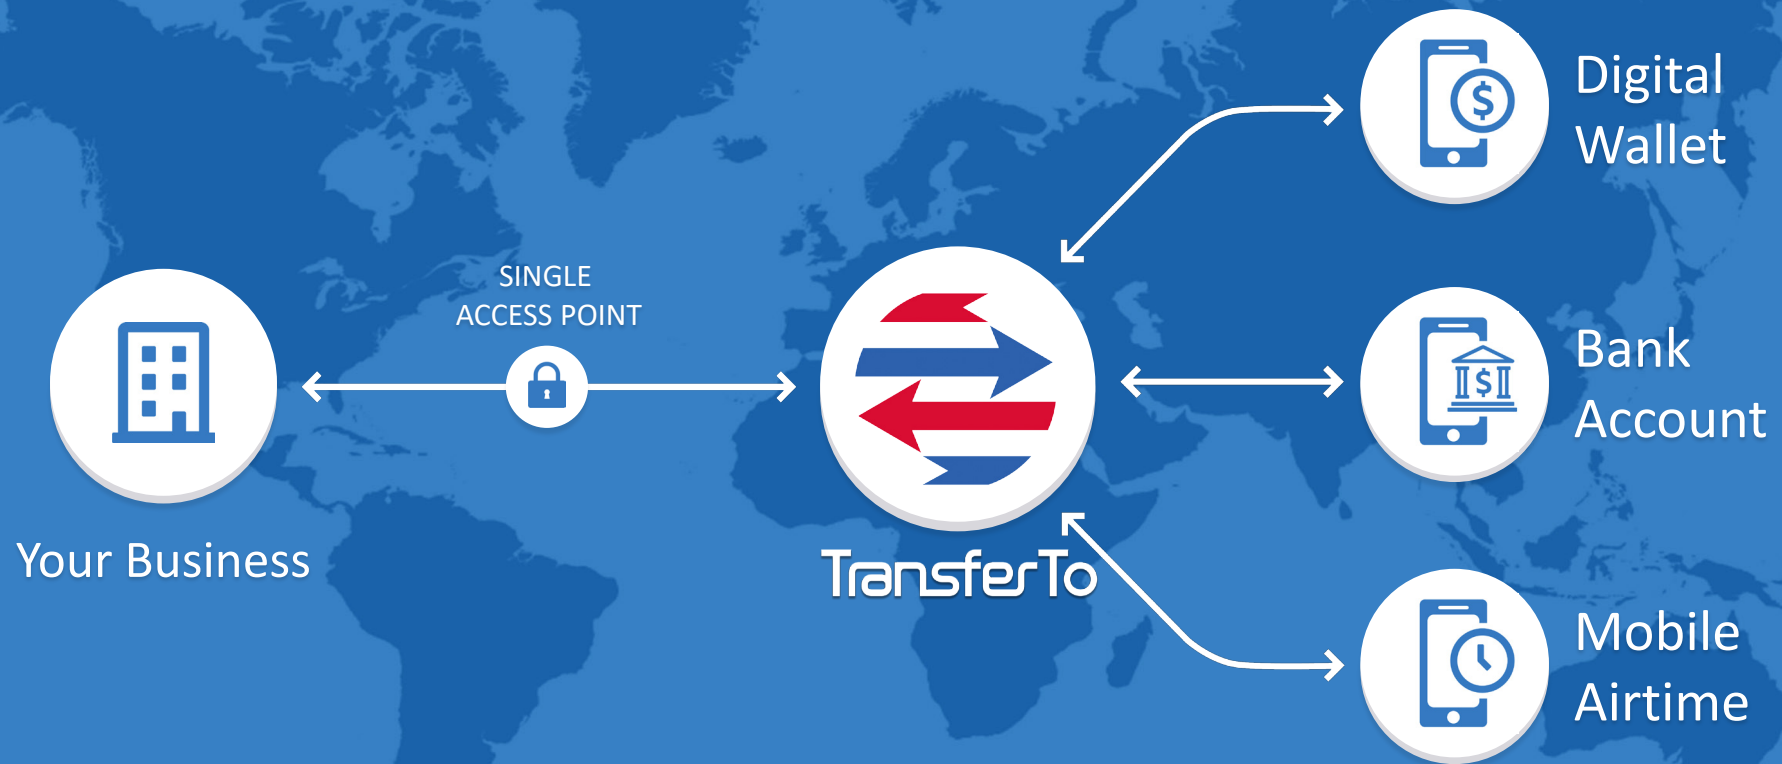 Your Business
SINGLE
ACCESS POINT
TransferTo
Digital
Wallet
$
Bank
Account
$
Mobile
Airtime